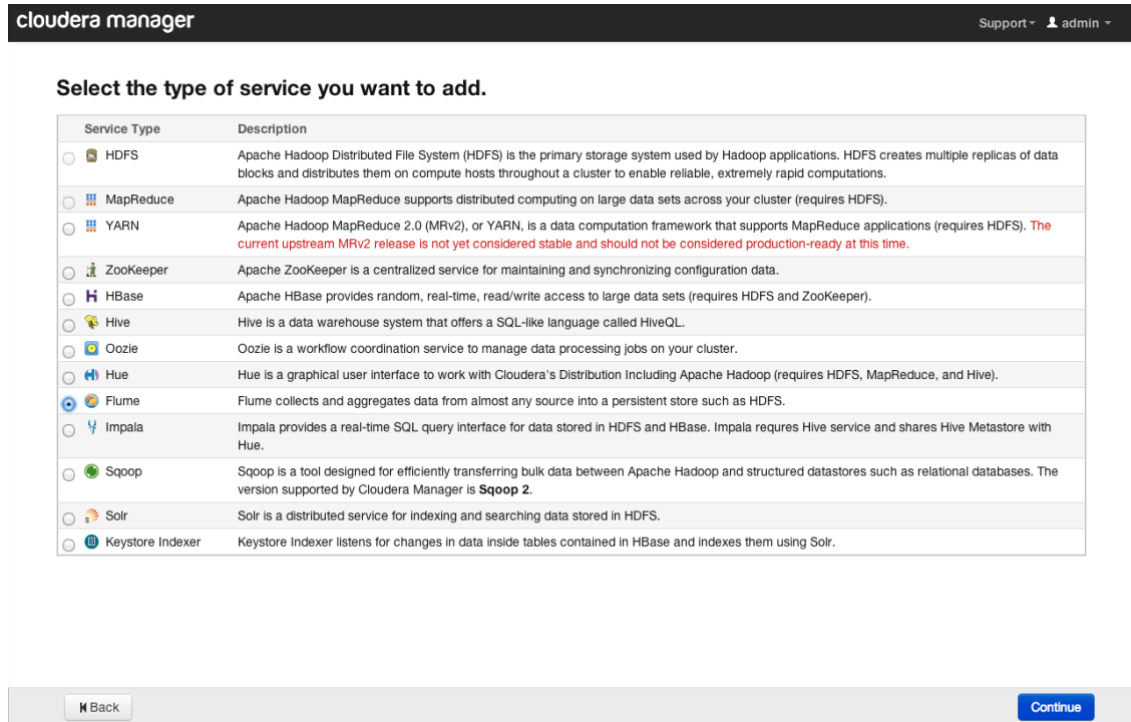 cloudera manager
Support admin
Select the type of service you want to add.
Service Type Description
HDFS Apache Hadoop Distributed File System (HDFS) is the primary storage system used by Hadoop applications. HDFS creates multiple replicas of data
blocks and distributes them on compute hosts throughout a cluster to enable reliable, extremely rapid computations.
MapReduce Apache Hadoop MapReduce supports distributed computing on large data sets across your cluster (requires HDFS).
YARN Apache Hadoop MapReduce 2.0 (MRv2), or YARN, is a data computation framework that supports MapReduce applications (requires HDFS). The
current upstream MRv2 release is not yet considered stable and should not be considered production-ready at this time.
ZooKeeper Apache ZooKeeper is a centralized service for maintaining and synchronizing configuration data.
HBase Apache HBase provides random, real-time, read/write access to large data sets (requires HDFS and ZooKeeper).
Hive Hive is a data warehouse system that offers a SQL-like language called HiveQL.
Oozie Oozie is a workflow coordination service to manage data processing jobs on your cluster.
Hue Hue is a graphical user interface to work with Cloudera's Distribution Including Apache Hadoop (requires HDFS, MapReduce, and Hive).
Flume Flume collects and aggregates data from almost any source into a persistent store such as HDFS.
Impala Impala provides a real-time SQL query interface for data stored in HDFS and HBase. Impala requres Hive service and shares Hive Metastore with
Hue.
Sqoop Sqoop is a tool designed for efficiently transferring bulk data between Apache Hadoop and structured datastores such as relational databases. The
version supported by Cloudera Manager is Sqoop 2.
Solr Solr is a distributed service for indexing and searching data stored in HDFS.
Keystore Indexer Keystore Indexer listens for changes in data inside tables contained in HBase and indexes them using Solr.
Back Continue